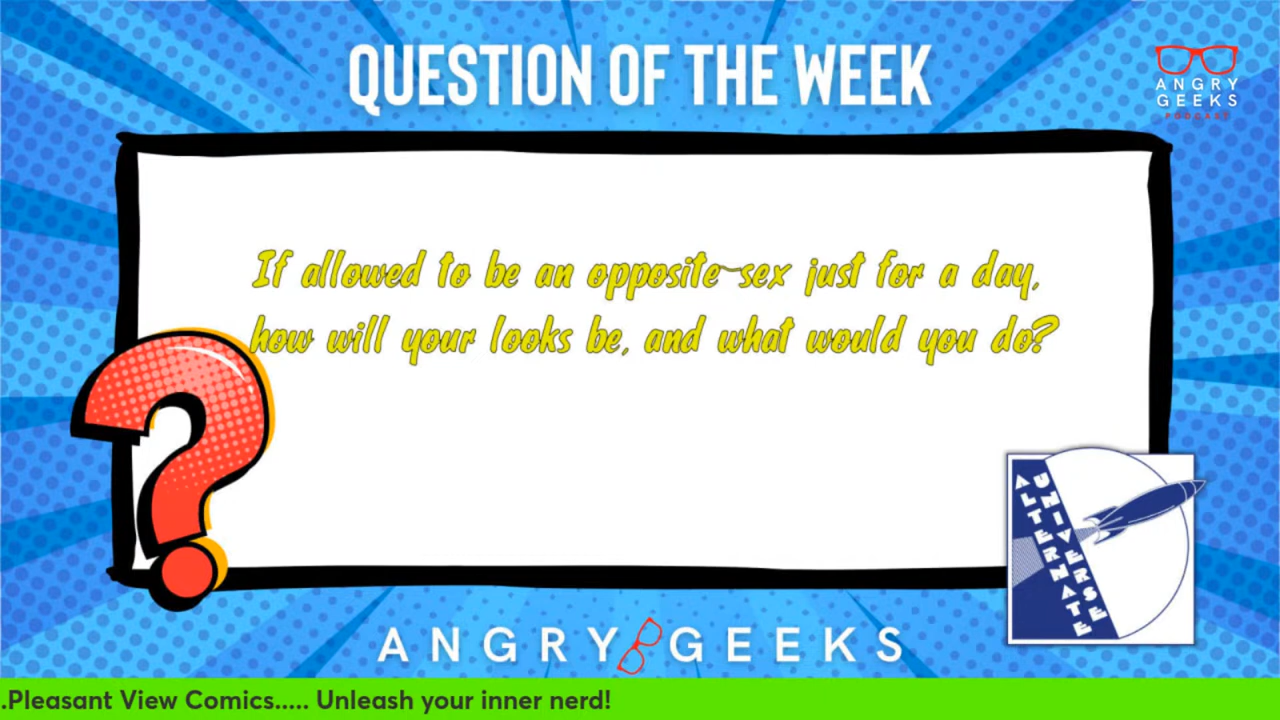 QUESTION OF THE WEEK
ANGRY
GEEKS
PODCAST
If allowed to be an opposite-sex just for a day,
how will your looks be, and what would you do?
ALTERNATE
UNIVERSE
ANGRY GEEKS
.Pleasant View Comics..... Unleash your inner nerd!